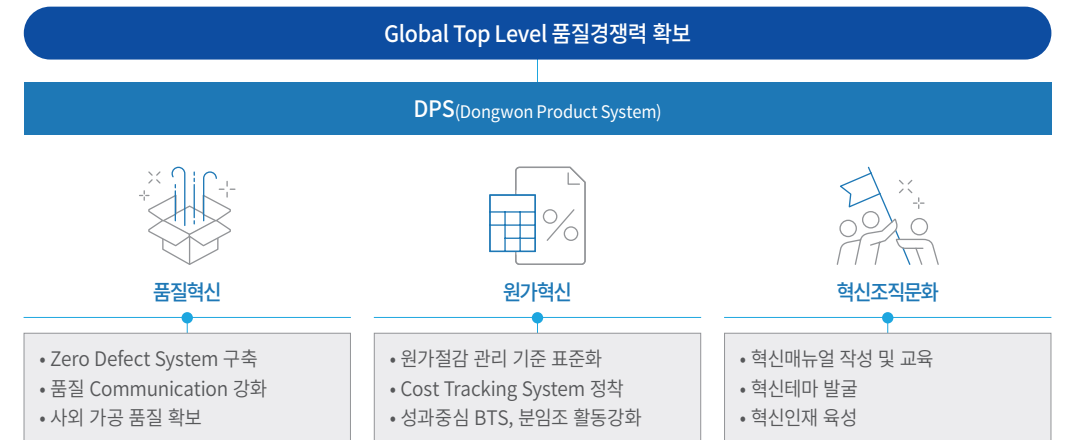 Global Top Level 품질경쟁력 확보
DPS(Dongwon Product System)
품질혁신
• Zero Defect System 구축
• 품질 Communication 강화
• 사외 가공 품질 확보
원가혁신
• 원가절감 관리 기준 표준화
• Cost Tracking System 정착
• 성과중심 BTS, 분임조 활동강화
혁신조직문화
• 혁신매뉴얼 작성 및 교육
• 혁신테마 발굴
• 혁신인재 육성